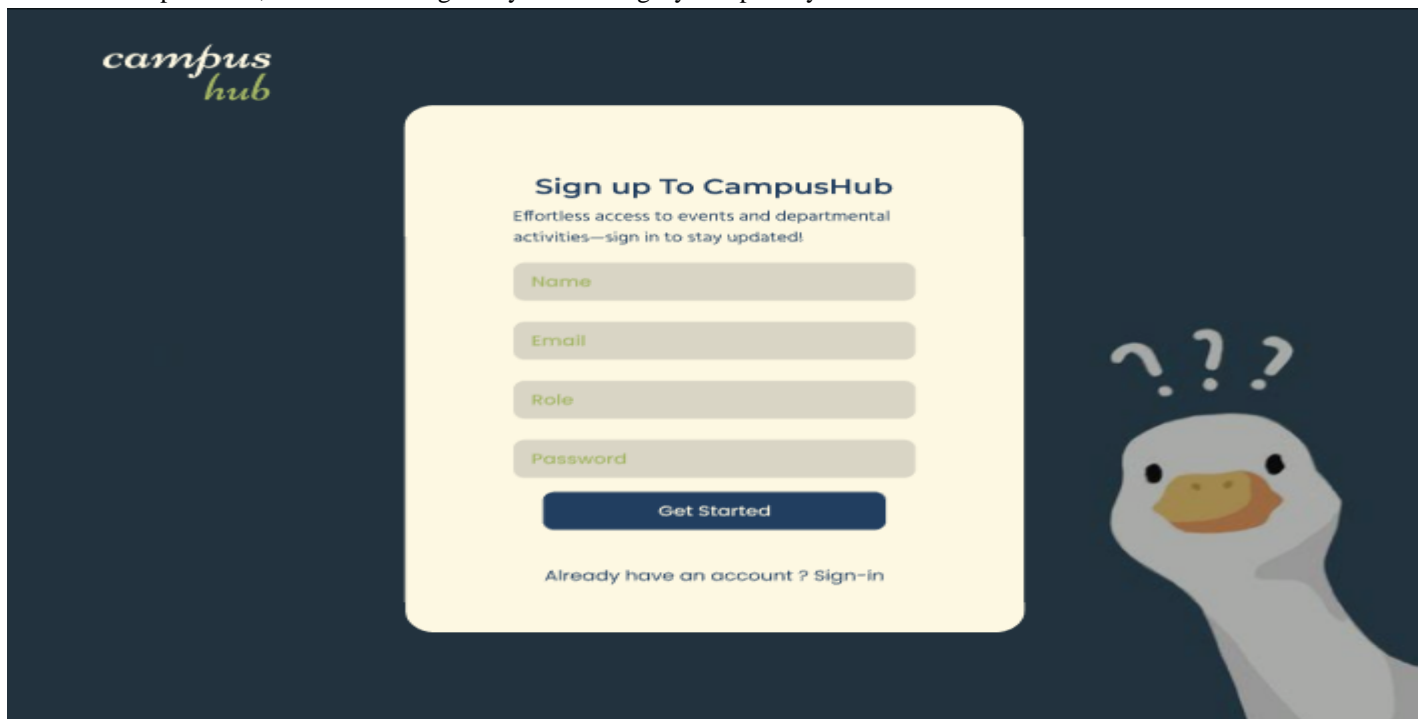 campus
hub
Sign up To CampusHub
Effortless access to events and departmental
activities—sign in to stay updated!
Name
Email
Role
Password
Get Started
Already have an account ? Sign-in
? ? ?